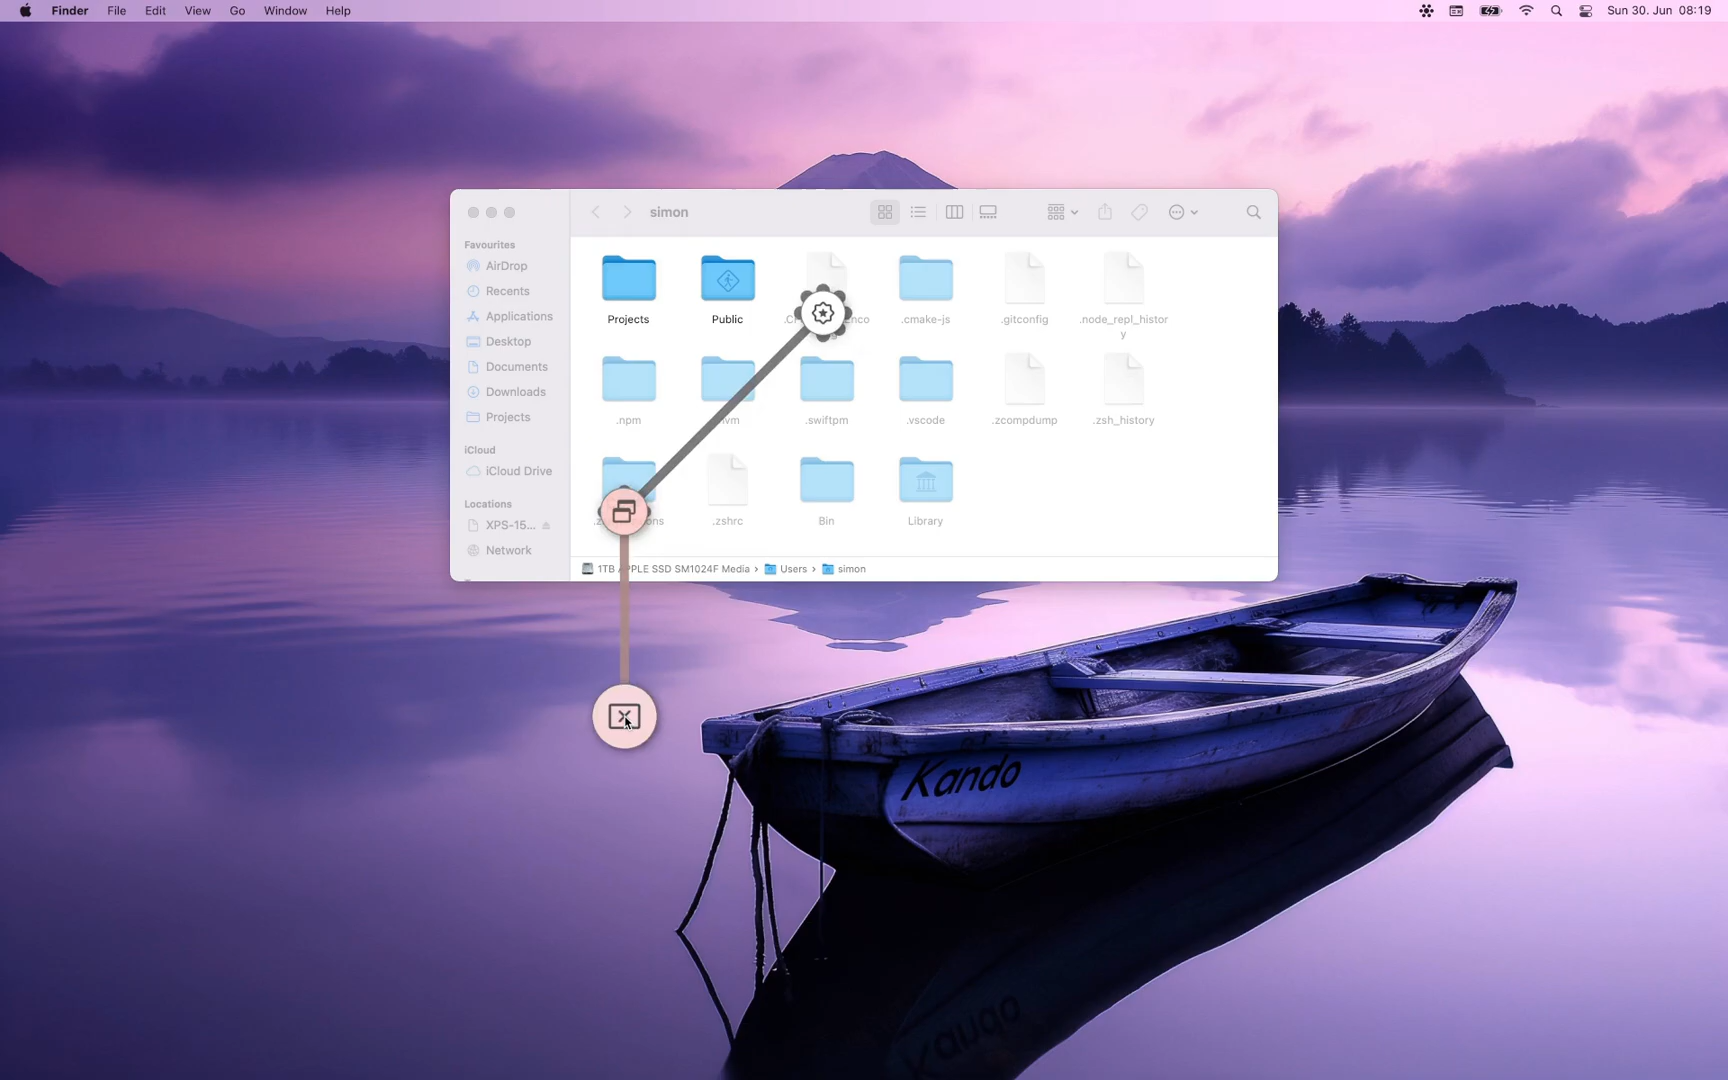 Finder File Edit View Go Window Help Sun 30. Jun 08:19
simon
Favourites
AirDrop
Recents
Applications
Desktop
Documents
Downloads
Projects
iCloud
iCloud Drive
Locations
XPS-15...
Network
Projects Public .cmake-js .gitconfig .node_repl_histor
y
.npm .swiftpm .vscode .zcompdump .zsh_history
.zshrc Bin Library
1TB APPLE SSD SM1024F Media › Users › simon
Kando